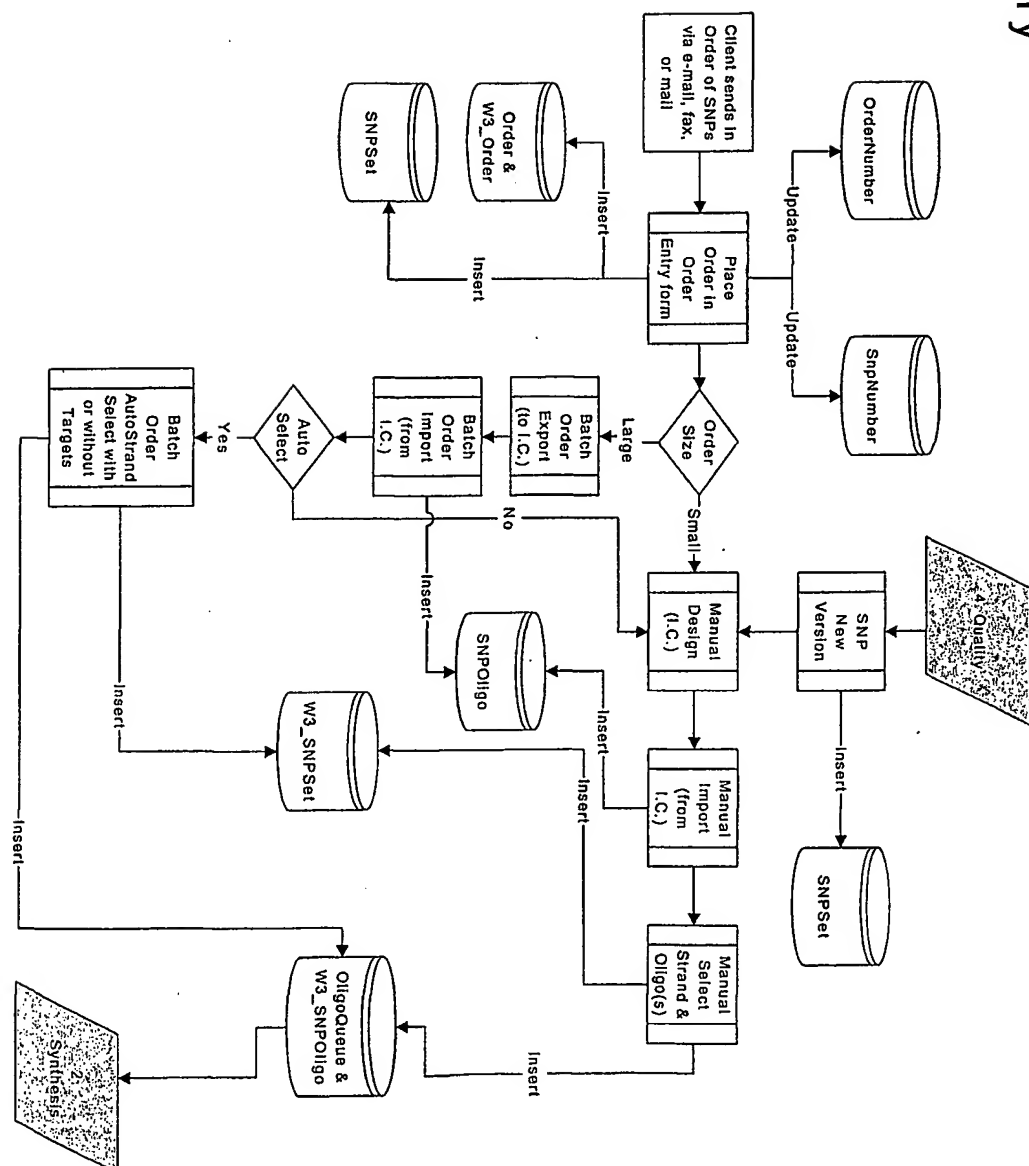 ry
Client sends in
Order of SNPs
via e-mail, fax,
or mail
OrderNumber
SnpNumber
Update
Update
Order &
W3_Order
SNPSet
Insert
Insert
Place
Order in
Order
Entry form
Order
Size
Large
Small
Batch
Order
Export
(to I.C.)
Batch
Order
Import
(from
I.C.)
Auto
Select
Yes
No
Batch
Order
AutoStrand
Select with
or without
Targets
Insert
Insert
Insert
4 Quality
SNP
New
Version
Insert
SNPSet
Manual
Design
(I.C.)
Manual
Import
(from
I.C.)
Manual
Select
Strand &
Oligo(s)
Insert
Insert
Insert
SNPOligo
W3_SNPSet
OligoQueue &
W3_SNPOligo
2.
Synthesis